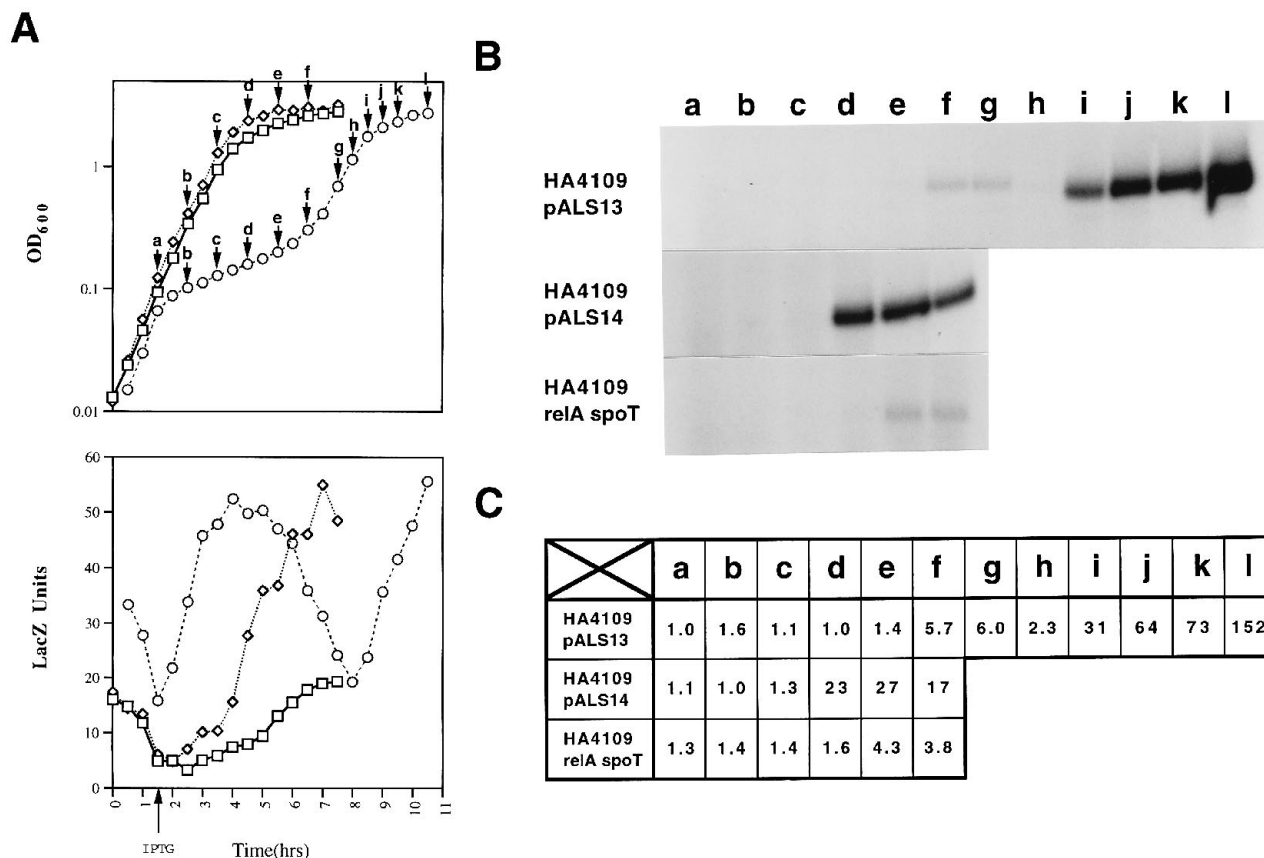 A
OD600
1
0.1
0.01
a
b
c
d
e
f
b
c
d
e
f
g
h
i
j
k
l
LacZ Units
60
50
40
30
20
10
0
0 1 2 3 4 5 6 7 8 9 10 11
IPTG
Time(hrs)
B
a b c d e f g h i j k l
HA4109
pALS13
HA4109
pALS14
HA4109
relA spoT
C
a b c d e f g h i j k l
HA4109
pALS13
1.0 1.6 1.1 1.0 1.4 5.7 6.0 2.3 31 64 73 152
HA4109
pALS14
1.1 1.0 1.3 23 27 17
HA4109
relA spoT
1.3 1.4 1.4 1.6 4.3 3.8